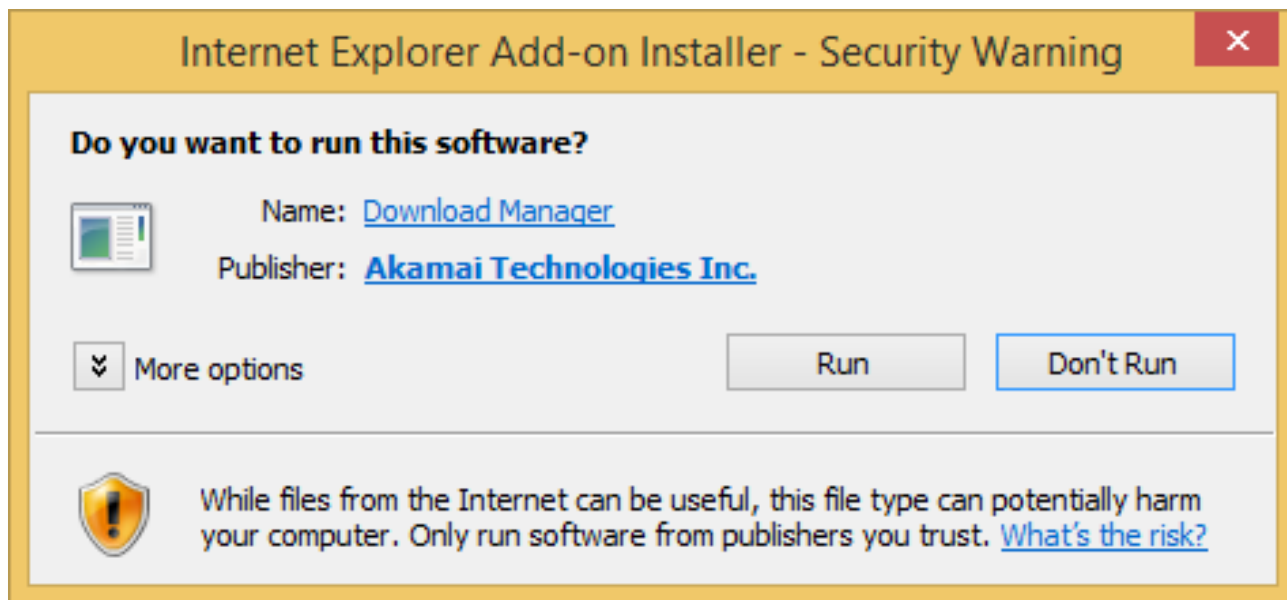 Internet Explorer Add-on Installer - Security Warning
Do you want to run this software?
Name: Download Manager
Publisher: Akamai Technologies Inc.
More options
Run
Don't Run
While files from the Internet can be useful, this file type can potentially harm
your computer. Only run software from publishers you trust. What's the risk?